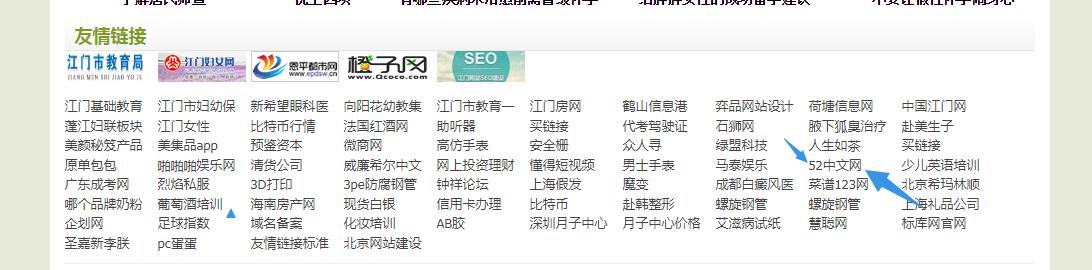 友情链接
江门市教育局
JIANG MEN SHI JIAO YU JU
江门妇女网
恩平都市网
www.epdsw.cn
橙子网
www.Qcoco.com
SEO
江门网站SEO建设
江门基础教育 江门市妇幼保 新希望眼科医 向阳花幼教集 江门市教育一 江门房网 鹤山信息港 弈品网站设计 荷塘信息网 中国江门网
蓬江妇联板块 江门女性 比特币行情 法国红酒网 助听器 买链接 代考驾驶证 石狮网 腋下狐臭治疗 赴美生子
美颜秘笈产品 美集品app 预鉴资本 微商网 高仿手表 安全栅 众人寻 绿盟科技 人生如茶 买链接
原单包包 啪啪啪娱乐网 清货公司 威廉希尔中文 网上投资理财 懂得短视频 男士手表 马泰娱乐 52中文网 少儿英语培训
广东成考网 烈焰私服 3D打印 3pe防腐钢管 钟祥论坛 上海假发 魔变 成都白癜风医 菜谱123网 北京希玛林顺
哪个品牌奶粉 葡萄酒培训 海南房产网 现货白银 信用卡办理 比特币 赴韩整形 螺旋钢管 螺旋钢管 上海礼品公司
企划网 足球指数 域名备案 化妆培训 AB胶 深圳月子中心 月子中心价格 艾滋病试纸 慧聪网 标库网官网
圣嘉新李朕 pc蛋蛋 友情链接标准 北京网站建设